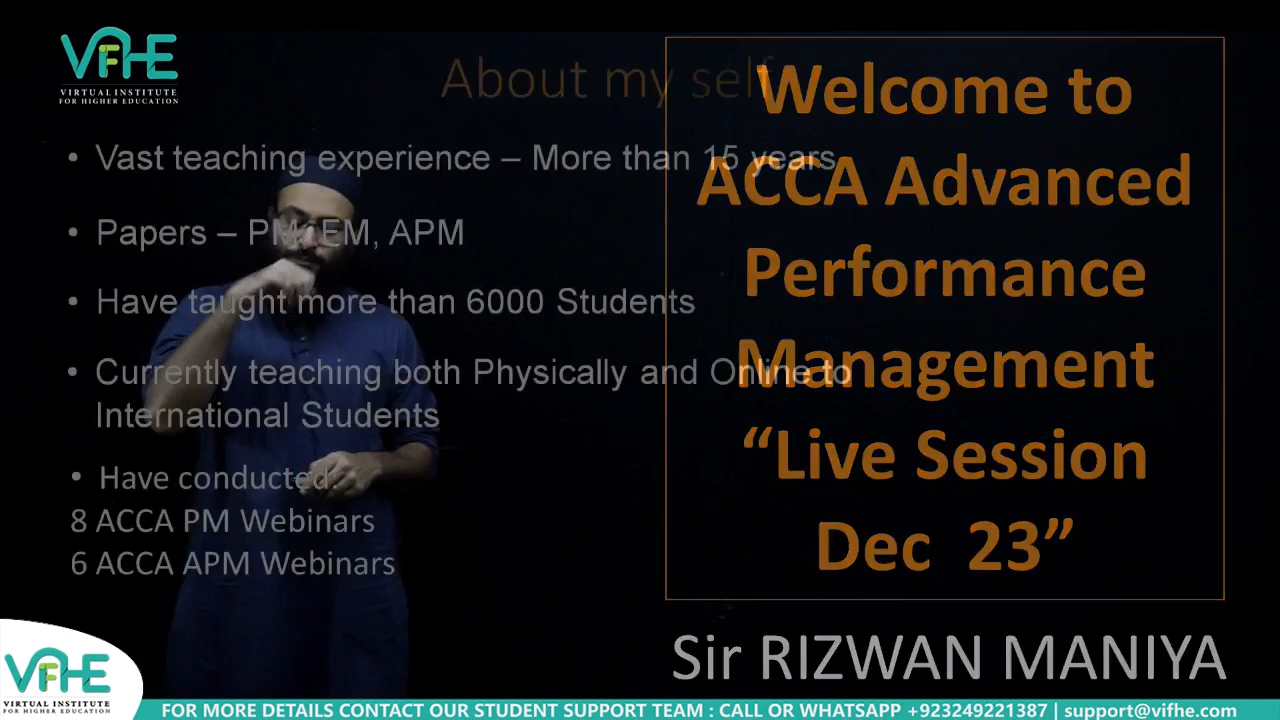 VIFHE
VIRTUAL INSTITUTE
FOR HIGHER EDUCATION
About my self
• Vast teaching experience – More than 15 years
• Papers – PM, FM, APM
• Have taught more than 6000 Students
• Currently teaching both Physically and Online to
International Students
• Have conducted:
8 ACCA PM Webinars
6 ACCA APM Webinars
Welcome to
ACCA Advanced
Performance
Management
“Live Session
Dec 23”
Sir RIZWAN MANIYA
VIFHE
VIRTUAL INSTITUTE
FOR HIGHER EDUCATION
FOR MORE DETAILS CONTACT OUR STUDENT SUPPORT TEAM : CALL OR WHATSAPP +923249221387 | support@vifhe.com